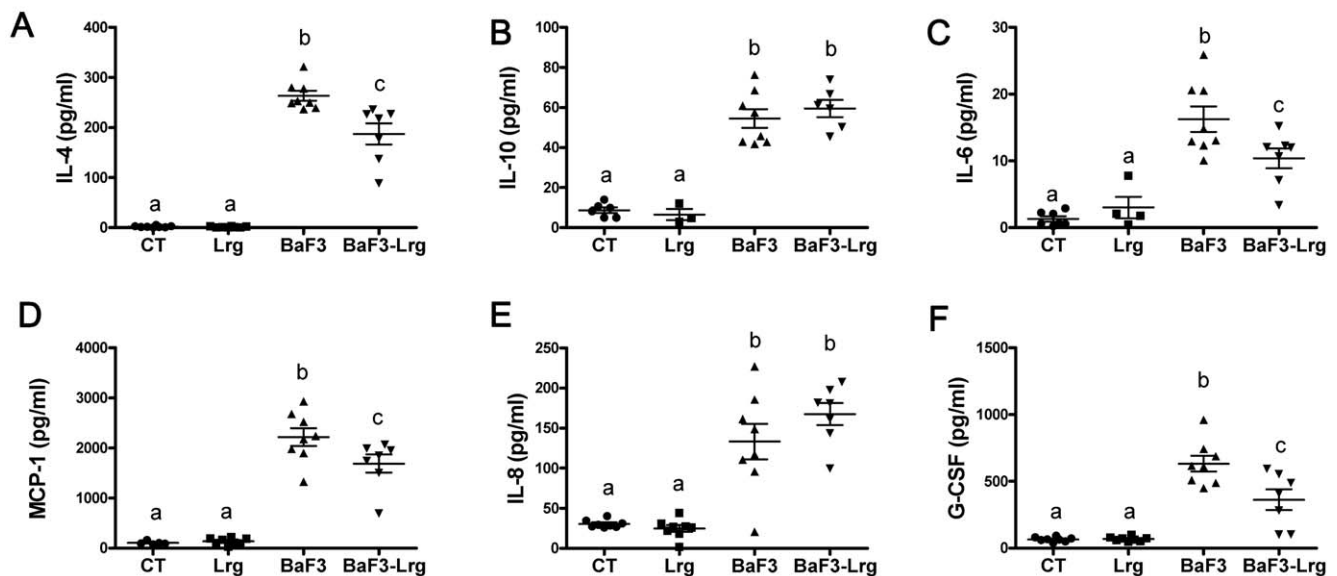 A
IL-4 (pg/ml)
400
300
200
100
0
a
a
b
c
CT Lrg BaF3 BaF3-Lrg
B
IL-10 (pg/ml)
100
80
60
40
20
0
a
a
b
b
CT Lrg BaF3 BaF3-Lrg
C
IL-6 (pg/ml)
30
20
10
0
a
a
b
c
CT Lrg BaF3 BaF3-Lrg
D
MCP-1 (pg/ml)
4000
3000
2000
1000
0
a
a
b
c
CT Lrg BaF3 BaF3-Lrg
E
IL-8 (pg/ml)
250
200
150
100
50
0
a
a
b
b
CT Lrg BaF3 BaF3-Lrg
F
G-CSF (pg/ml)
1500
1000
500
0
a
a
b
c
CT Lrg BaF3 BaF3-Lrg